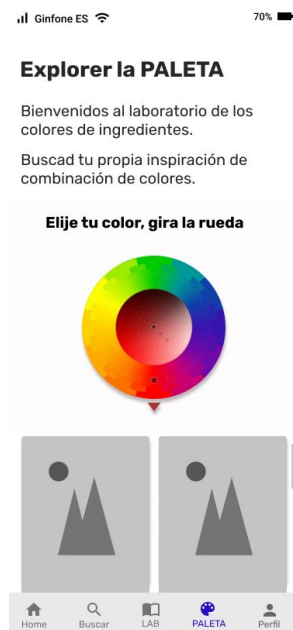 Ginfone ES
70%
Explorer la PALETA
Bienvenidos al laboratorio de los
colores de ingredientes.
Buscad tu propia inspiración de
combinación de colores.
Elije tu color, gira la rueda
Home
Buscar
LAB
PALETA
Perfil